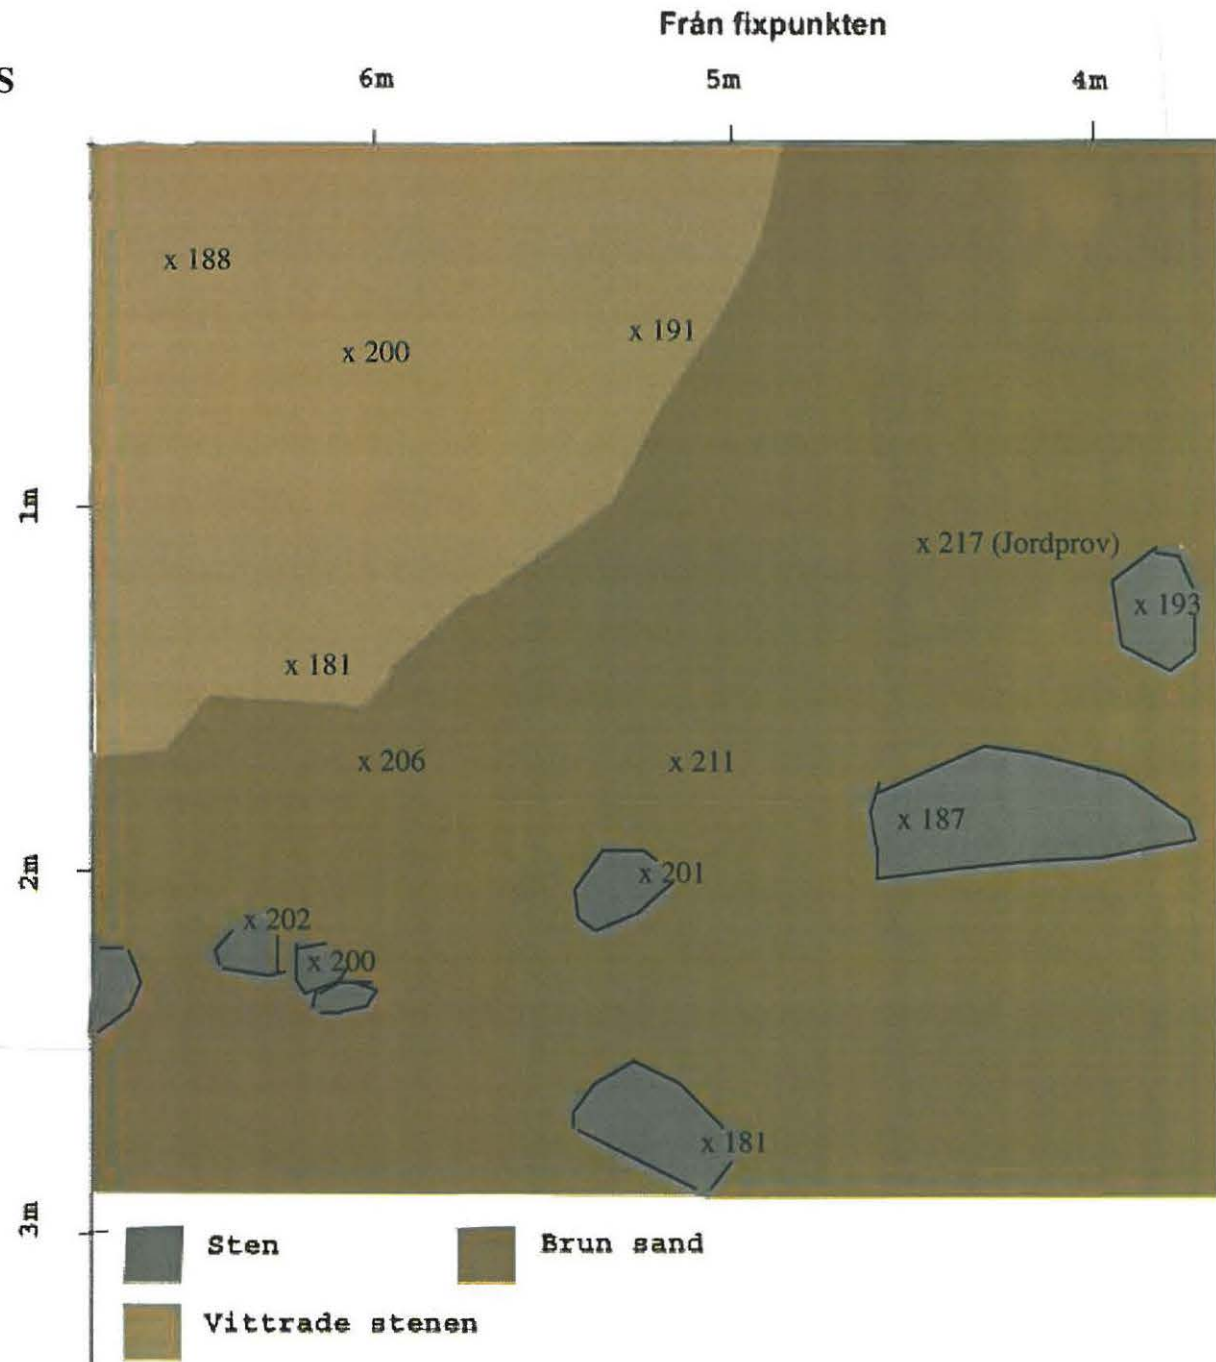 Från fixpunkten
S
6m 5m 4m
x 188
x 191
x 200
1m
x 217 (Jordprov)
x 193
x 181
x 206 x 211
x 187
2m
x 201
x 202
x 200
x 181
3m
Sten Brun sand
Vittrade stenen